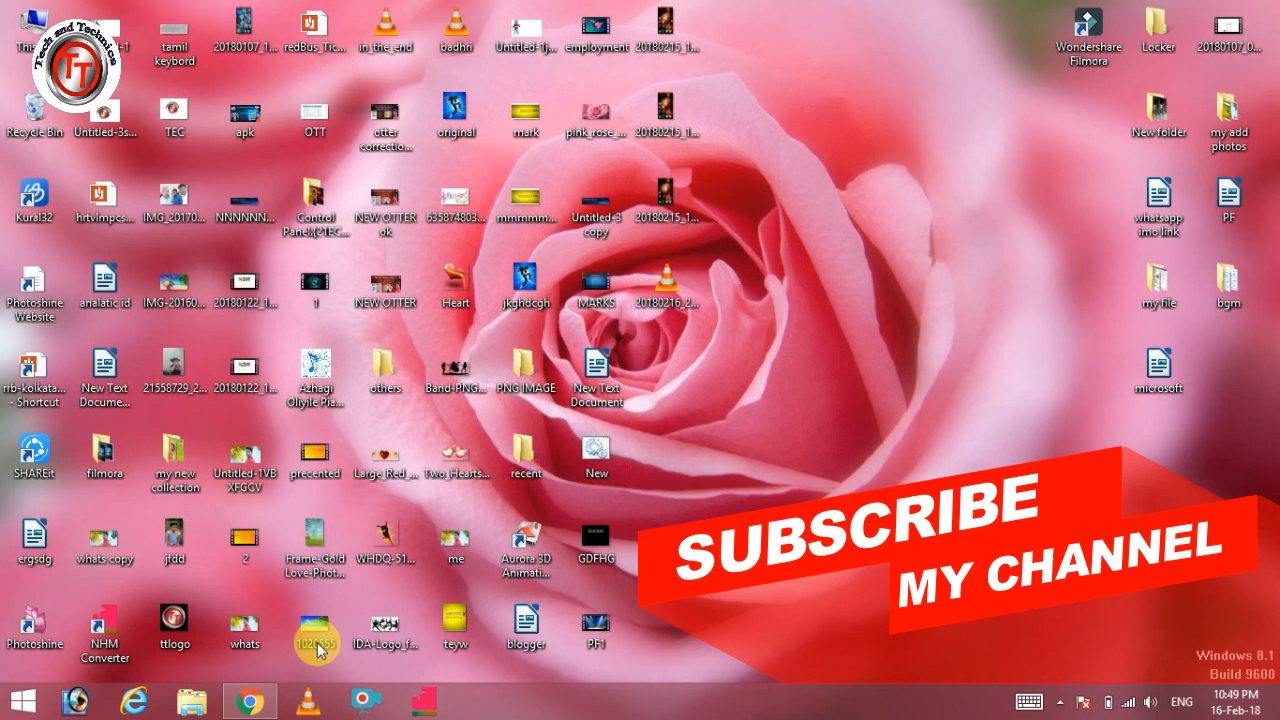 Tech and Technics
TT
This
f-1
tamil
keybord
20180107_1...
redBus_Tic...
in_the_end
badhri
Untitled-1j...
employment
20180215_1...
Wondershare
Filmora
Locker
20180107_0...
Recycle Bin
Untitled-3s...
TEC
apk
OTT
otter
correctio...
original
mark
pink_rose_...
20180215_1...
New folder
my add
photos
Kural32
hrtvlmpcs...
IMG_20170...
NNNNNN...
Control
Panel.{21EC...
NEW OTTER
ok
635874803...
mmmmm...
Untitled-3
copy
20180215_1...
whatsapp
imo link
PF
Photoshine
Website
analatic id
IMG-20160...
20180122_1...
1
NEW OTTER
Heart
jkghdcgh
MARKS
20180216_2...
my file
bgm
rrb-kolkata...
- Shortcut
New Text
Docume...
21558729_2...
20180122_1...
Azhagi
Oliyile Pia...
others
Band-PNG...
PNG IMAGE
New Text
Document
microsoft
SHAREit
filmora
my new
collection
Untitled-1VB
XFGCV
precented
Large_Red_...
Two_Hearts...
recent
New
ergsdg
whats copy
jfdd
2
Frame-Gold
Love-Phot...
WHDQ-51...
me
Aurora 3D
Animati...
GDFHG
SUBSCRIBE
MY CHANNEL
Photoshine
NHM
Converter
ttlogo
whats
1020655
IDA-Logo_f...
teyw
blogger
PF1
Windows 8.1
Build 9600
ENG
10:49 PM
16-Feb-18